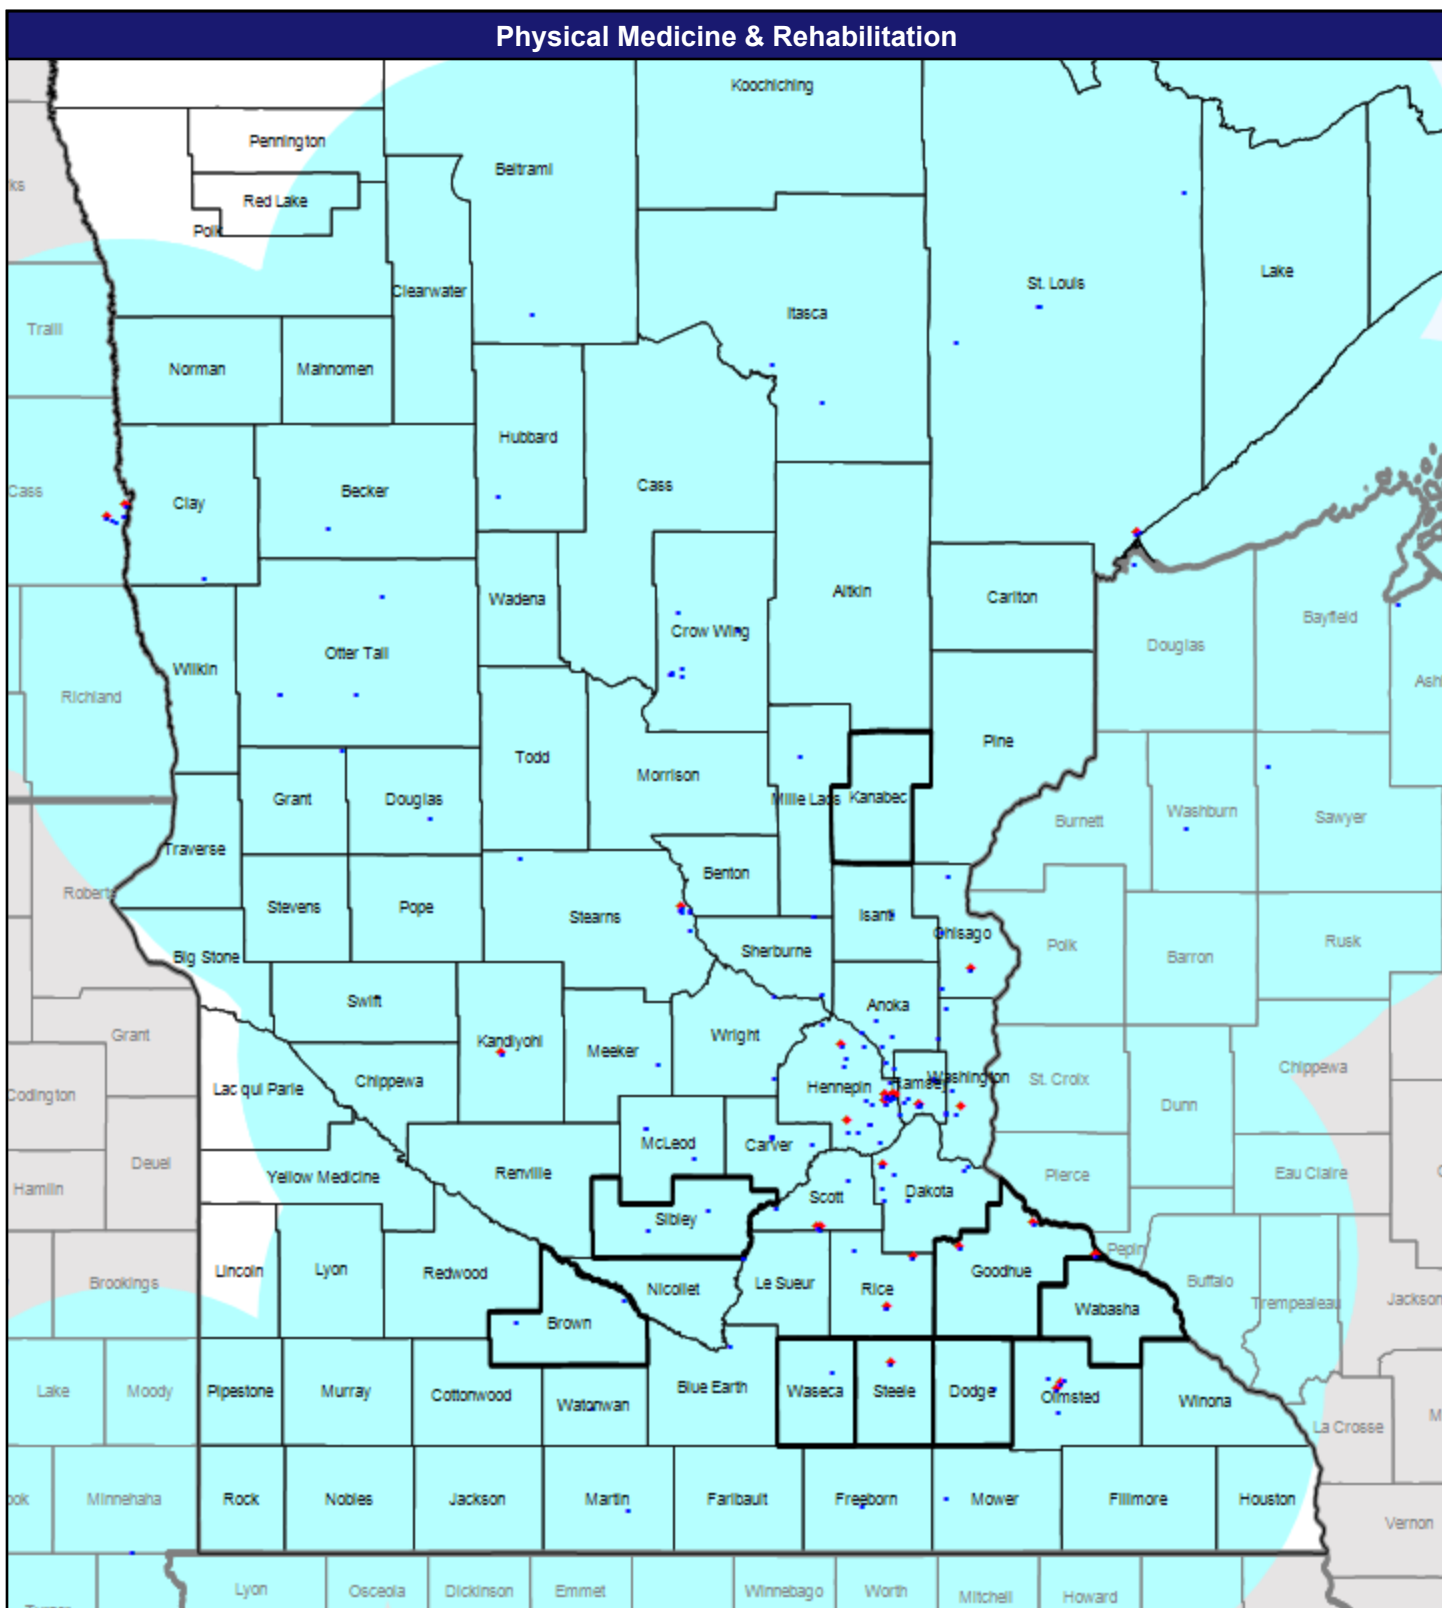 Physical Medicine & Rehabilitation
Koochiching
Pennington
Beltrami
Red Lake
Polk
Clearwater
St. Louis
Lake
Itasca
Traill
Norman
Mahnomen
Hubbard
Cass
Cass
Becker
Clay
Wadena
Aitkin
Carlton
Crow Wing
Bayfield
Douglas
Otter Tail
Wilkin
Richland
Todd
Pine
Morrison
Grant
Douglas
Mille Lacs
Kanabec
Burnett
Washburn
Sawyer
Traverse
Benton
Roberts
Stevens
Pope
Stearns
Isanti
Chisago
Polk
Barron
Rusk
Sherburne
Big Stone
Swift
Anoka
Grant
Wright
Kandiyohi
Meeker
Chippewa
Codington
Lac qui Parle
Chippewa
Hennepin
Ramsey
Washington
St. Croix
Dunn
Deuel
McLeod
Carver
Hamlin
Yellow Medicine
Renville
Scott
Dakota
Pierce
Eau Claire
Sibley
Pepin
Brookings
Lincoln
Lyon
Redwood
Nicollet
Le Sueur
Rice
Goodhue
Buffalo
Trempealeau
Jackson
Brown
Wabasha
Lake
Moody
Pipestone
Murray
Cottonwood
Watonwan
Blue Earth
Waseca
Steele
Dodge
Olmsted
Winona
La Crosse
Minnehaha
Rock
Nobles
Jackson
Martin
Faribault
Freeborn
Mower
Fillmore
Houston
Vernon
Lyon
Osceola
Dickinson
Emmet
Winnebago
Worth
Mitchell
Howard